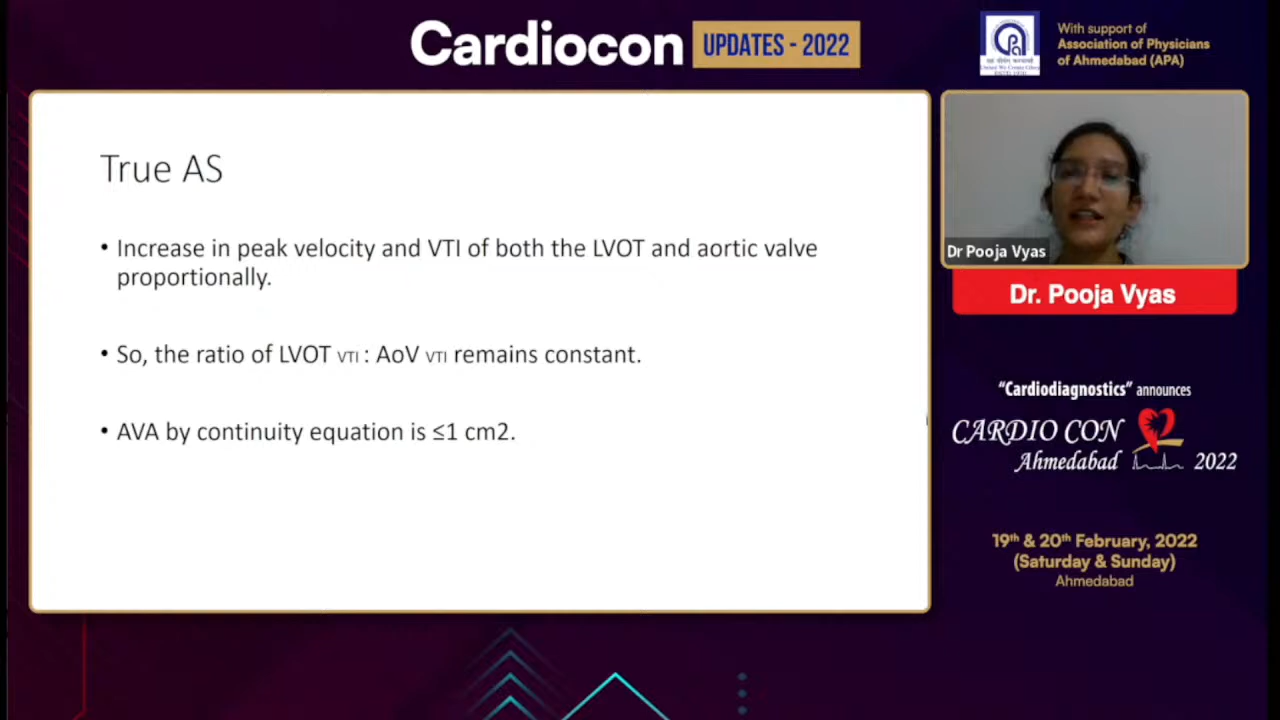 Cardiocon UPDATES - 2022
With support of
Association of Physicians
of Ahmedabad (APA)
True AS
• Increase in peak velocity and VTI of both the LVOT and aortic valve
proportionally.
• So, the ratio of LVOT VTI : AoV VTI remains constant.
• AVA by continuity equation is ≤1 cm2.
Dr Pooja Vyas
Dr. Pooja Vyas
“Cardiodiagnostics” announces
CARDIO CON
Ahmedabad 2022
19th & 20th February, 2022
(Saturday & Sunday)
Ahmedabad